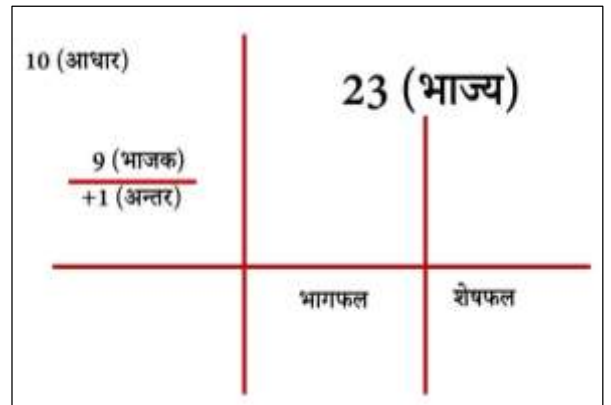 10 (आधार)
23 (भाज्य)
9 (भाजक)
+1 (अन्तर)
भागफल
शेषफल